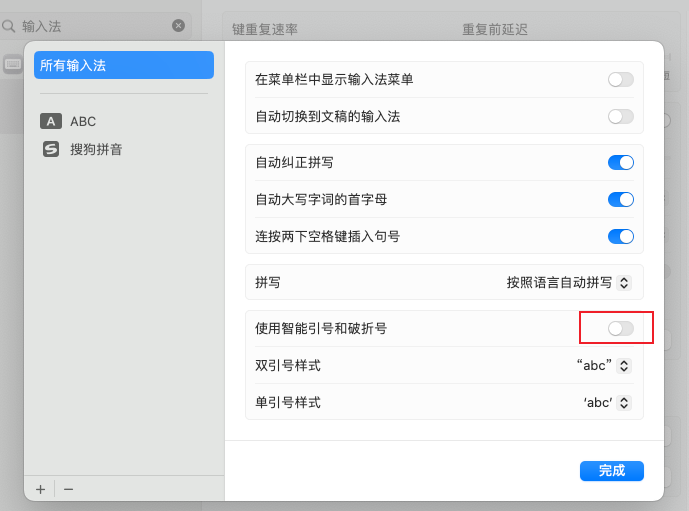 输入法
键重复速率
重复前延迟
所有输入法
A ABC
搜狗拼音
在菜单栏中显示输入法菜单
自动切换到文稿的输入法
自动纠正拼写
自动大写字词的首字母
连按两下空格键插入句号
拼写
按照语言自动拼写
使用智能引号和破折号
双引号样式
“abc”
单引号样式
‘abc’
+ −
完成